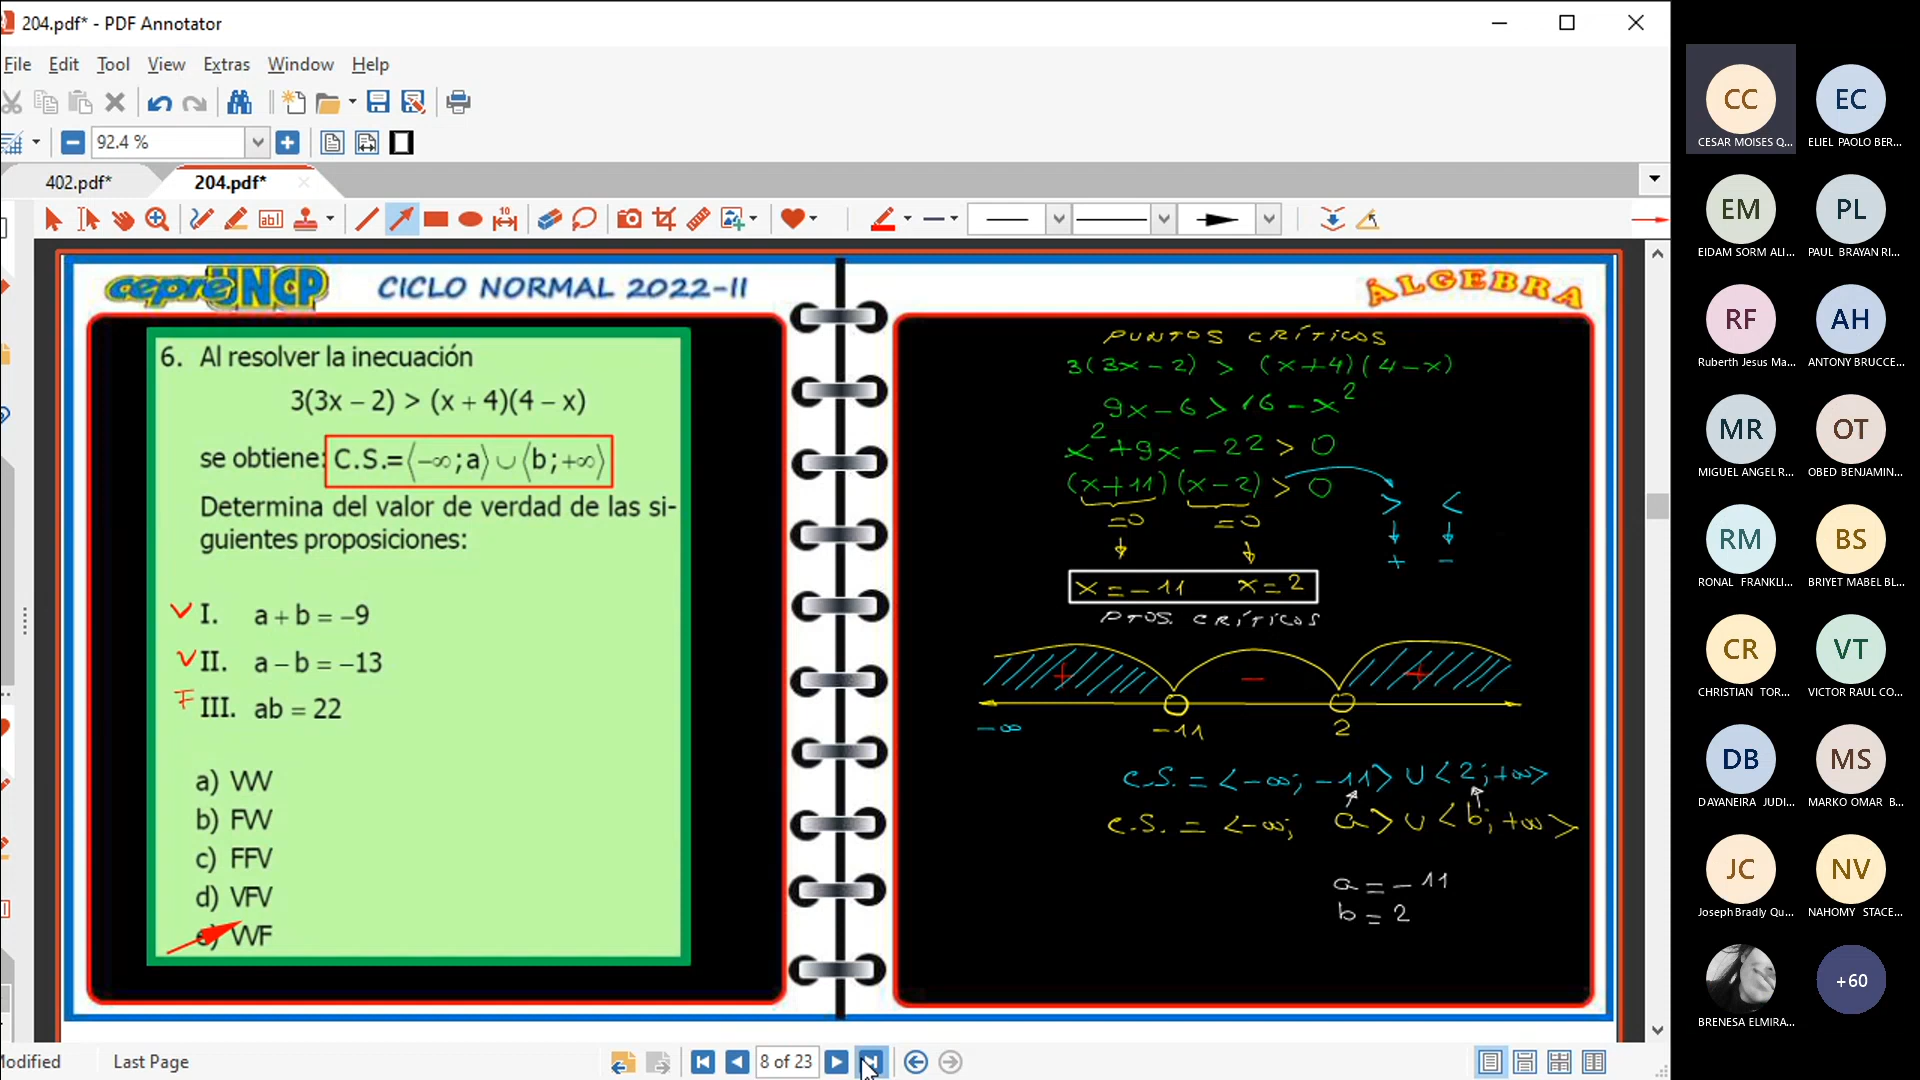 204.pdf* - PDF Annotator
File Edit Tool View Extras Window Help
92.4 %
402.pdf* 204.pdf*
cepreUNCP CICLO NORMAL 2022-II
ÁLGEBRA
6. Al resolver la inecuación
3(3x − 2) > (x + 4)(4 − x)
se obtiene: C.S.=⟨−∞;a⟩∪⟨b;+∞⟩
Determina del valor de verdad de las si-
guientes proposiciones:
V I. a + b = −9
V II. a − b = −13
F III. ab = 22
a) VVV
b) FVV
c) FFV
d) VFV
e) VVF
PUNTOS CRÍTICOS
3(3x − 2) > (x+4)(4−x)
9x − 6 > 16 − x²
x² + 9x − 22 > 0
(x+11)(x−2) > 0
> <
=0 =0
+ −
x = −11 x = 2
PTOS. CRÍTICOS
+ − +
−∞ −11 2
C.S. = <−∞; −11> ∪ <2; +∞>
C.S. = <−∞; a> ∪ <b; +∞>
a = −11
b = 2
CC EC
CESAR MOISES Q... ELIEL PAOLO BER...
EM PL
EIDAM SORM ALI... PAUL BRAYAN RI...
RF AH
Ruberth Jesus Ma... ANTONY BRUCCE...
MR OT
MIGUEL ANGEL R... OBED BENJAMIN...
RM BS
RONAL FRANKLI... BRIYET MABEL BL...
CR VT
CHRISTIAN TOR... VICTOR RAUL CO...
DB MS
DAYANEIRA JUDI... MARKO OMAR B...
JC NV
Joseph Bradly Qu... NAHOMY STACE...
+60
BRENESA ELMIRA...
Modified Last Page 8 of 23